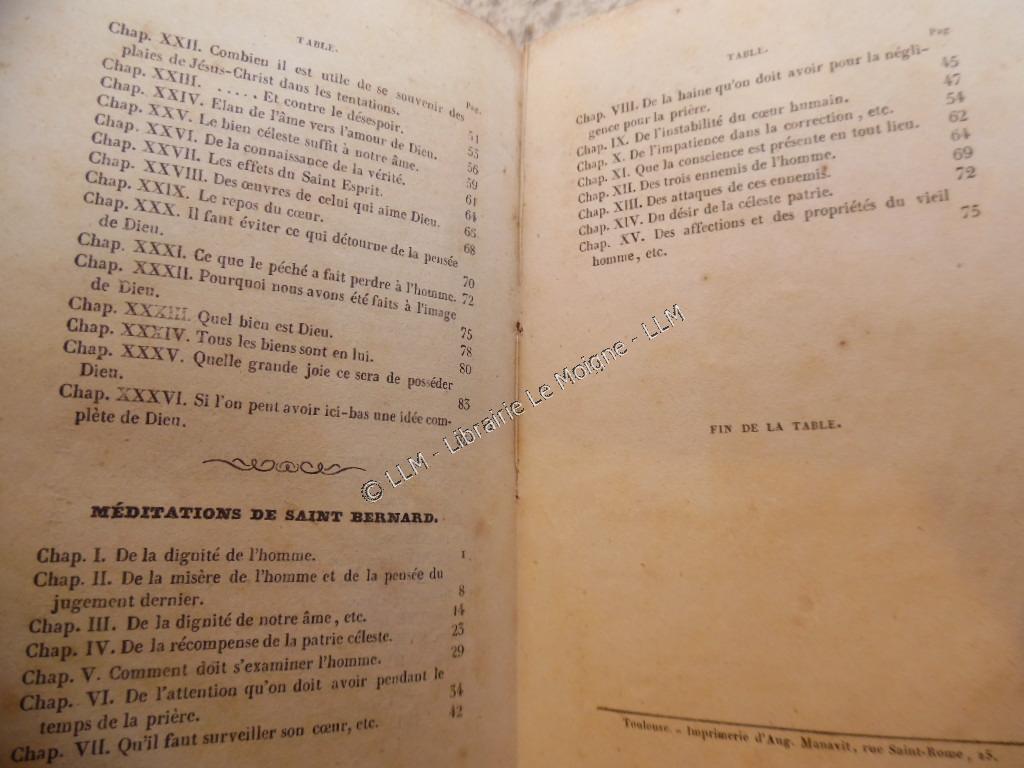 TABLE.
Pag.
Chap. XXII. Combien il est utile de se souvenir des
plaies de Jésus-Christ dans les tentations. 51
Chap. XXIII. ..... Et contre le désespoir. 55
Chap. XXIV. Elan de l'âme vers l'amour de Dieu. 56
Chap. XXV. Le bien céleste suffit à notre âme. 59
Chap. XXVI. De la connaissance de la vérité. 61
Chap. XXVII. Les effets du Saint Esprit. 64
Chap. XXVIII. Des œuvres de celui qui aime Dieu. 66
Chap. XXIX. Le repos du cœur. 68
Chap. XXX. Il faut éviter ce qui détourne de la pensée
de Dieu. 70
Chap. XXXI. Ce que le péché a fait perdre à l'homme. 72
Chap. XXXII. Pourquoi nous avons été faits à l'image
de Dieu. 75
Chap. XXXIII. Quel bien est Dieu. 78
Chap. XXXIV. Tous les biens sont en lui. 80
Chap. XXXV. Quelle grande joie ce sera de posséder
Dieu. 83
Chap. XXXVI. Si l'on peut avoir ici-bas une idée com-
plète de Dieu.
MÉDITATIONS DE SAINT BERNARD.
Chap. I. De la dignité de l'homme. 1
Chap. II. De la misère de l'homme et de la pensée du
jugement dernier. 8
Chap. III. De la dignité de notre âme, etc. 14
Chap. IV. De la récompense de la patrie céleste. 23
Chap. V. Comment doit s'examiner l'homme. 29
Chap. VI. De l'attention qu'on doit avoir pendant le
temps de la prière. 34
Chap. VII. Qu'il faut surveiller son cœur, etc. 42
TABLE.
Pag
Chap. VIII. De la haine qu'on doit avoir pour la négli-
gence pour la prière. 45
Chap. IX. De l'instabilité du cœur humain. 47
Chap. X. De l'impatience dans la correction, etc. 54
Chap. XI. Que la conscience est présente en tout lieu. 62
Chap. XII. Des trois ennemis de l'homme. 64
Chap. XIII. Des attaques de ces ennemis. 69
Chap. XIV. Du désir de la céleste patrie. 72
Chap. XV. Des affections et des propriétés du vieil
homme, etc. 75
FIN DE LA TABLE.
Toulouse. - Imprimerie d'Aug. Manavit, rue Saint-Rome, 25.
© LLM - Librairie Le Moigne - LLM